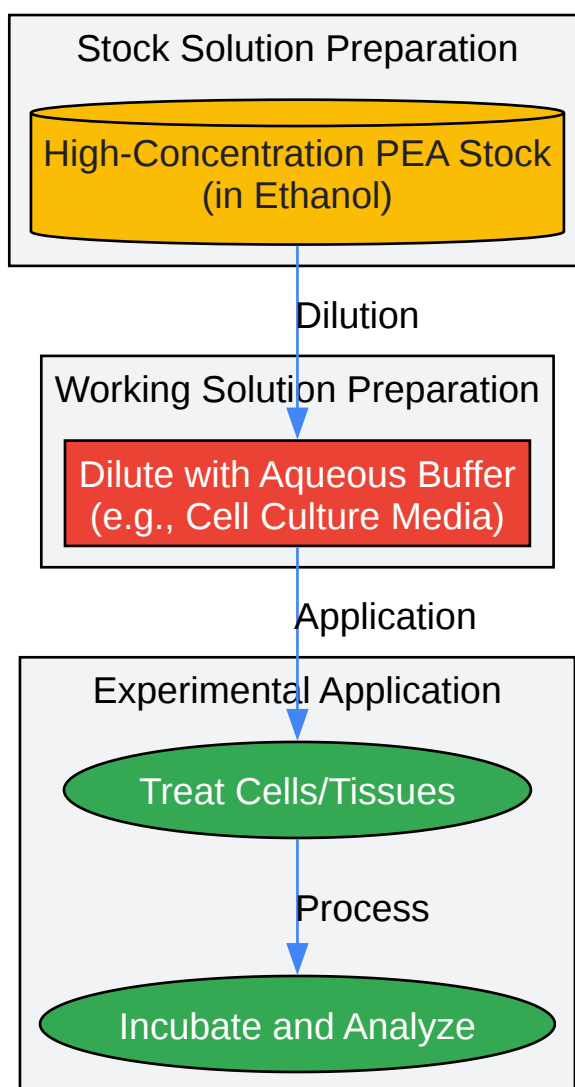 Stock Solution Preparation
High-Concentration PEA Stock
(in Ethanol)
Dilution
Working Solution Preparation
Dilute with Aqueous Buffer
(e.g., Cell Culture Media)
Application
Experimental Application
Treat Cells/Tissues
Process
Incubate and Analyze